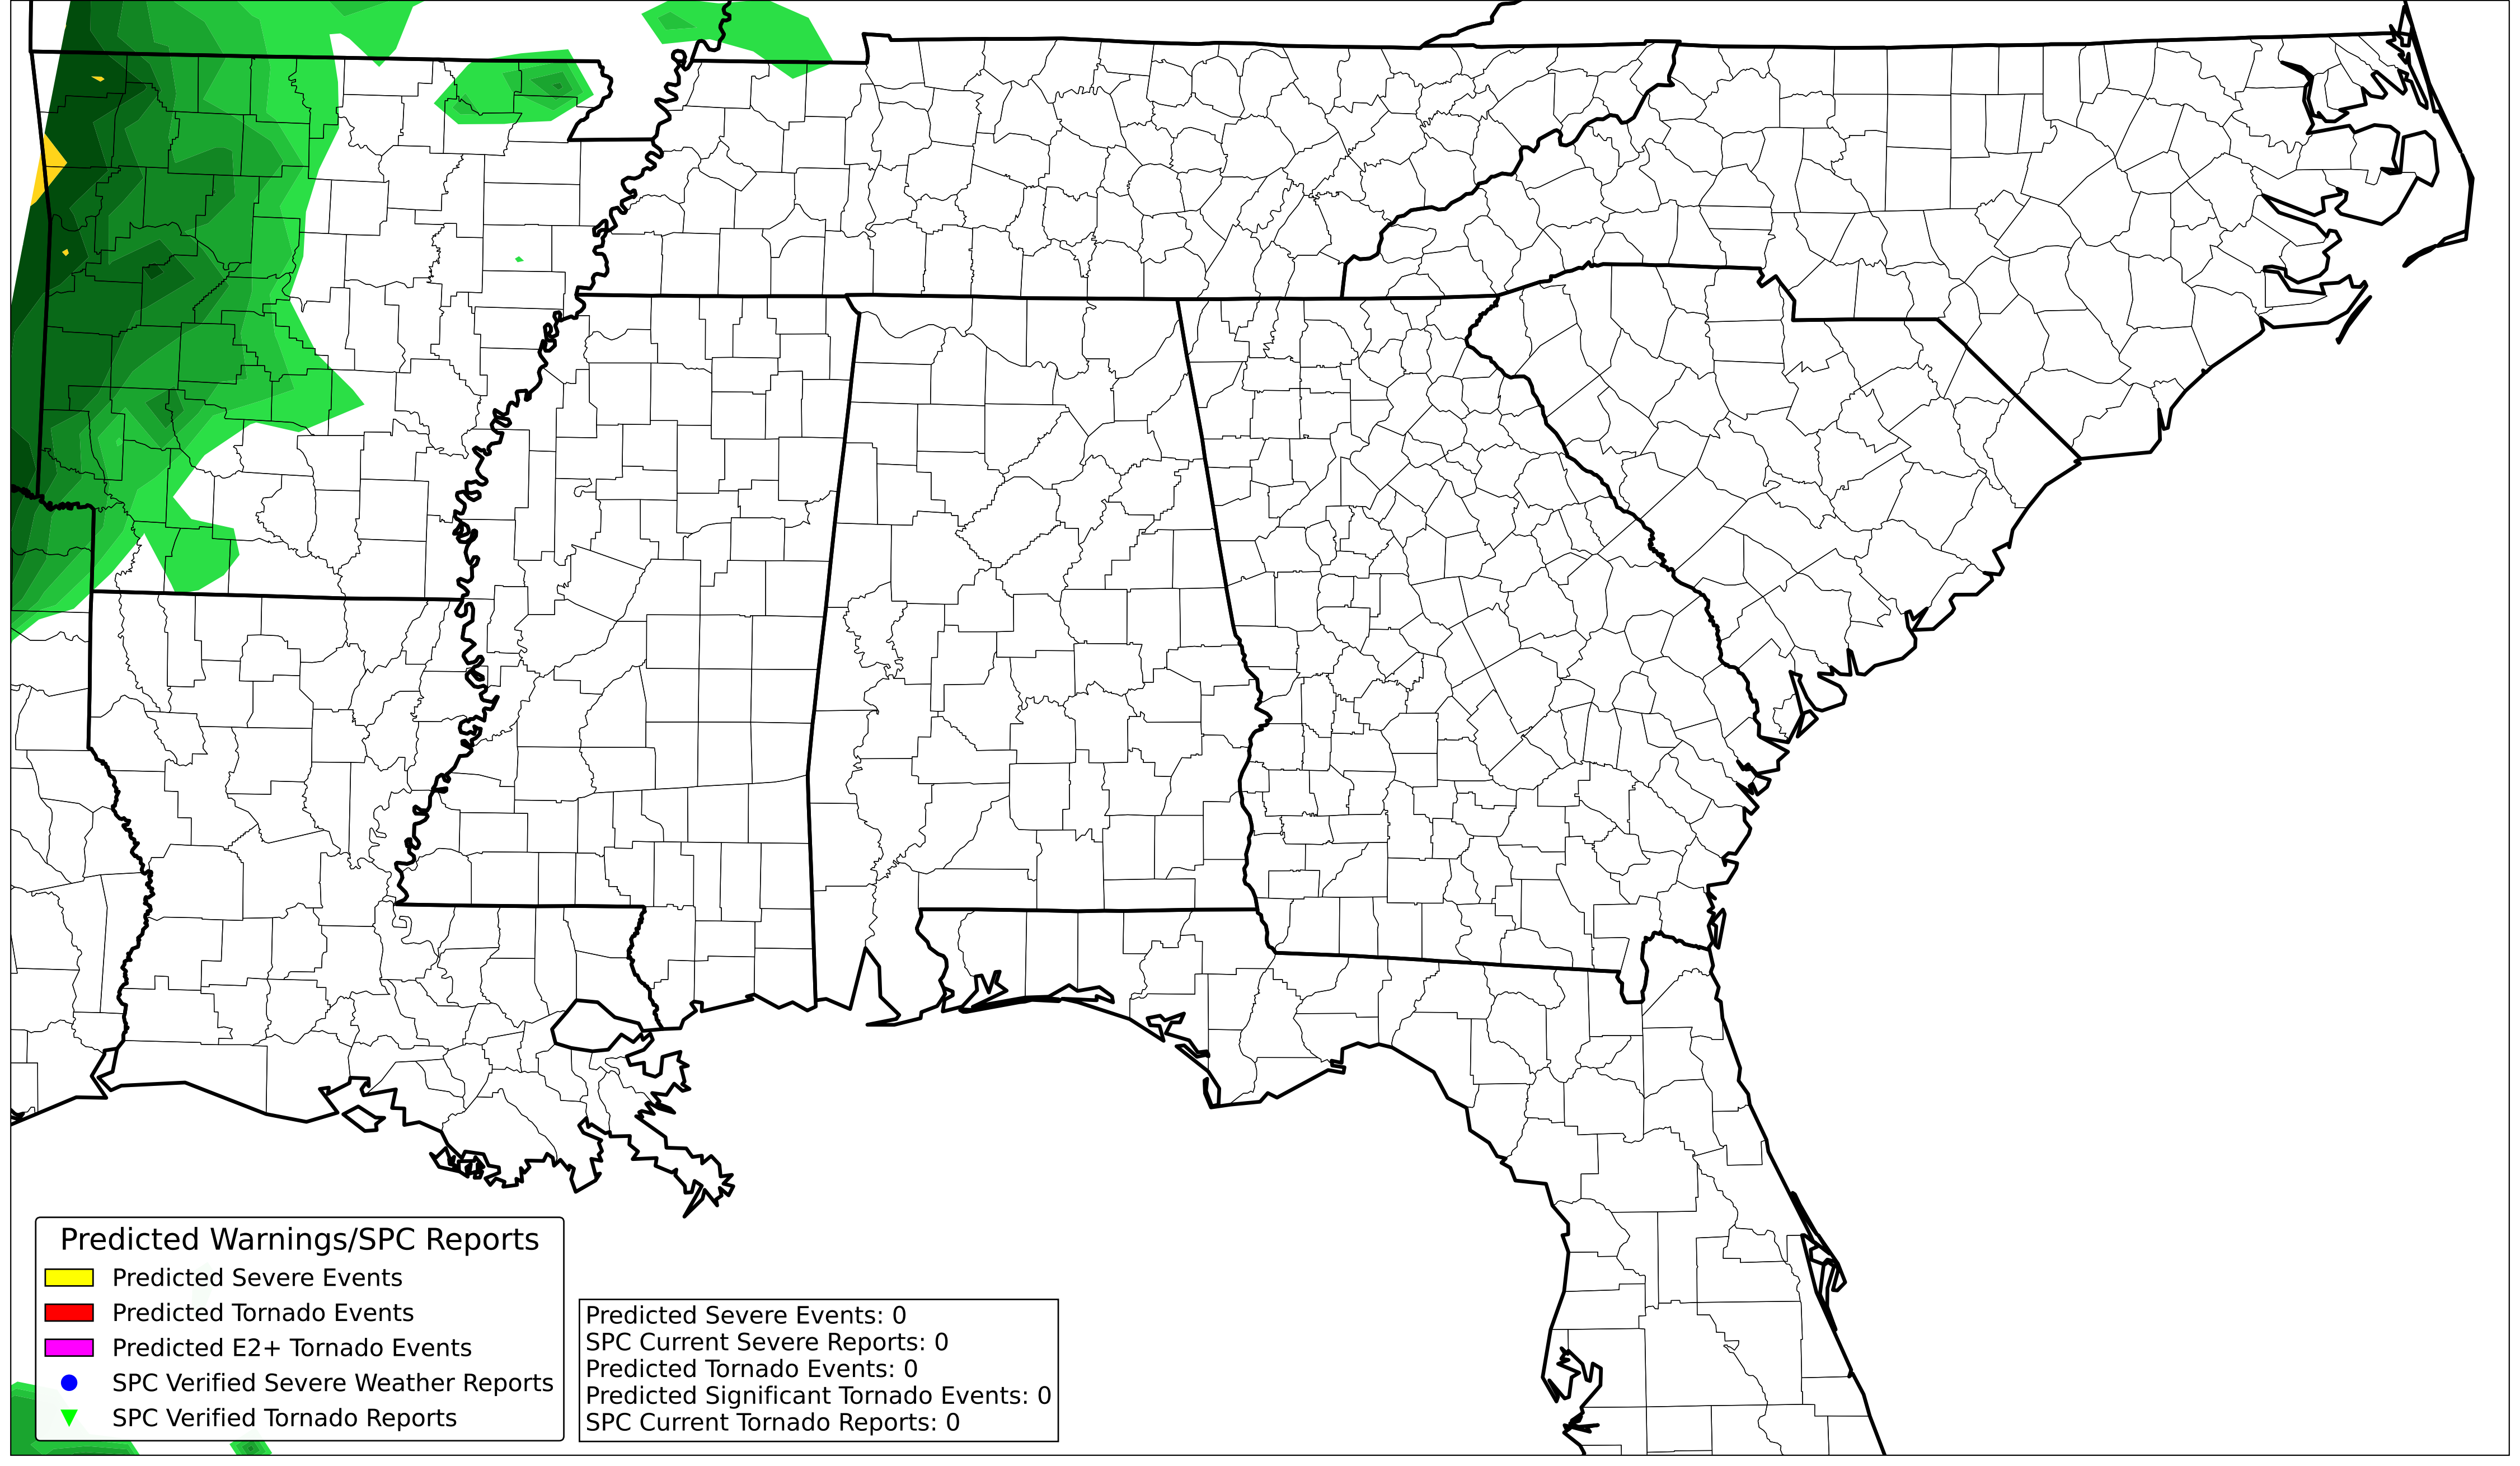 Predicted Warnings/SPC Reports
Predicted Severe Events
Predicted Tornado Events
Predicted E2+ Tornado Events
SPC Verified Severe Weather Reports
SPC Verified Tornado Reports
Predicted Severe Events: 0
SPC Current Severe Reports: 0
Predicted Tornado Events: 0
Predicted Significant Tornado Events: 0
SPC Current Tornado Reports: 0